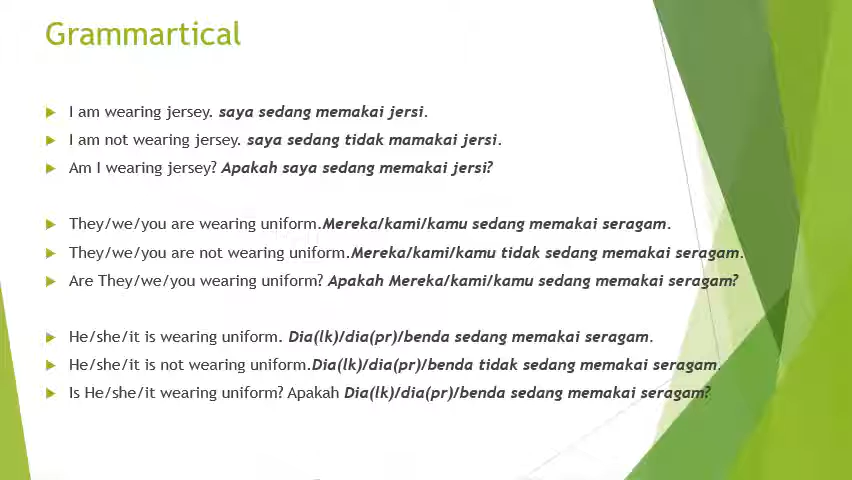 Grammartical
I am wearing jersey. saya sedang memakai jersi.
I am not wearing jersey. saya sedang tidak mamakai jersi.
Am I wearing jersey? Apakah saya sedang memakai jersi?
They/we/you are wearing uniform.Mereka/kami/kamu sedang memakai seragam.
They/we/you are not wearing uniform.Mereka/kami/kamu tidak sedang memakai seragam.
Are They/we/you wearing uniform? Apakah Mereka/kami/kamu sedang memakai seragam?
He/she/it is wearing uniform. Dia(lk)/dia(pr)/benda sedang memakai seragam.
He/she/it is not wearing uniform.Dia(lk)/dia(pr)/benda tidak sedang memakai seragam.
Is He/she/it wearing uniform? Apakah Dia(lk)/dia(pr)/benda sedang memakai seragam?